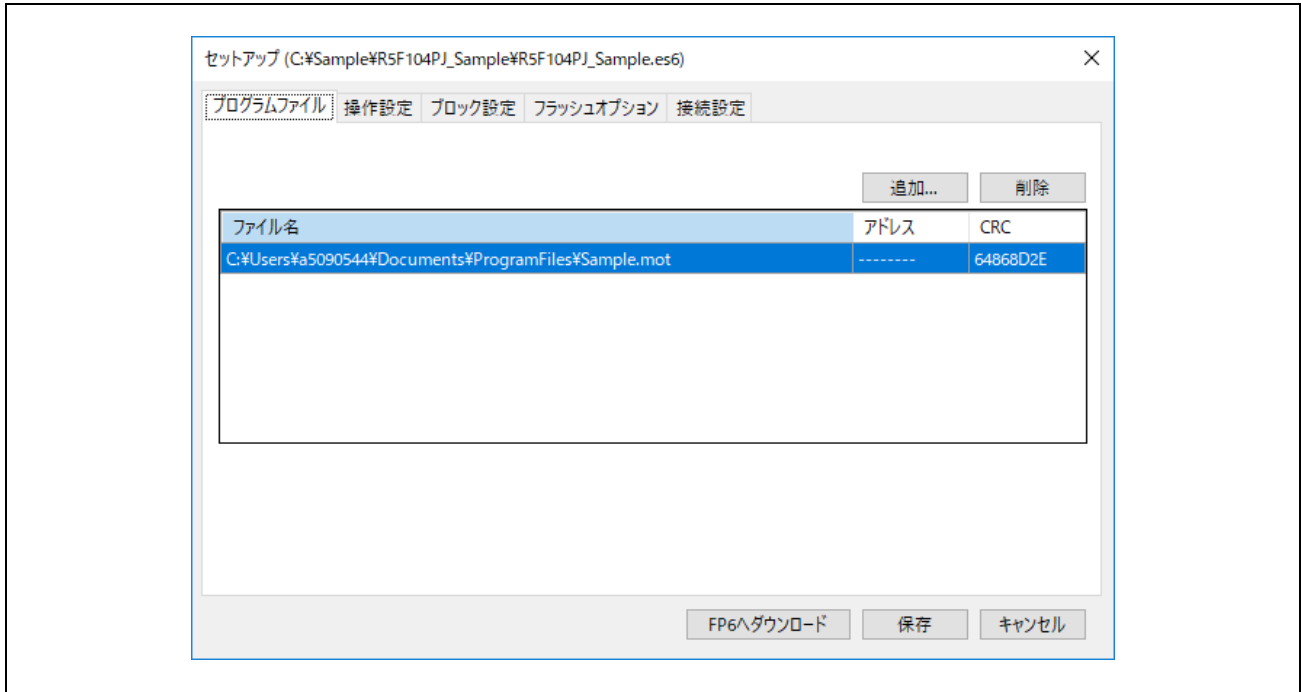 セットアップ (C:¥Sample¥R5F104PJ_Sample¥R5F104PJ_Sample.es6)
プログラムファイル 操作設定 ブロック設定 フラッシュオプション 接続設定
追加... 削除
ファイル名 アドレス CRC
C:¥Users¥a5090544¥Documents¥ProgramFiles¥Sample.mot -------- 64868D2E
FP6へダウンロード 保存 キャンセル